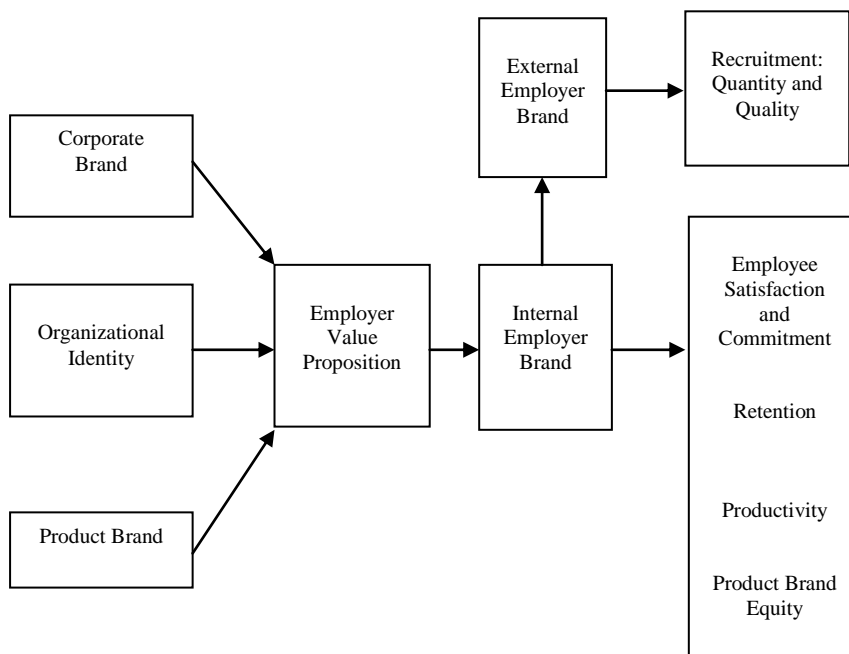 Corporate
Brand
Organizational
Identity
Product Brand
Employer
Value
Proposition
External
Employer
Brand
Internal
Employer
Brand
Recruitment:
Quantity and
Quality
Employee
Satisfaction
and
Commitment
Retention
Productivity
Product Brand
Equity